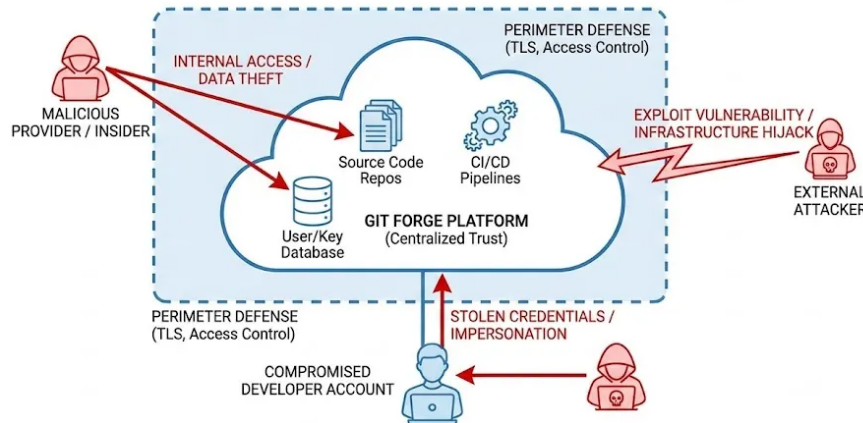 PERIMETER DEFENSE
(TLS, Access Control)
INTERNAL ACCESS /
DATA THEFT
MALICIOUS
PROVIDER / INSIDER
EXPLOIT VULNERABILITY /
INFRASTRUCTURE HIJACK
Source Code
Repos
CI/CD
Pipelines
EXTERNAL
ATTACKER
GIT FORGE PLATFORM
(Centralized Trust)
User/Key
Database
PERIMETER DEFENSE
(TLS, Access Control)
STOLEN CREDENTIALS /
IMPERSONATION
COMPROMISED
DEVELOPER ACCOUNT